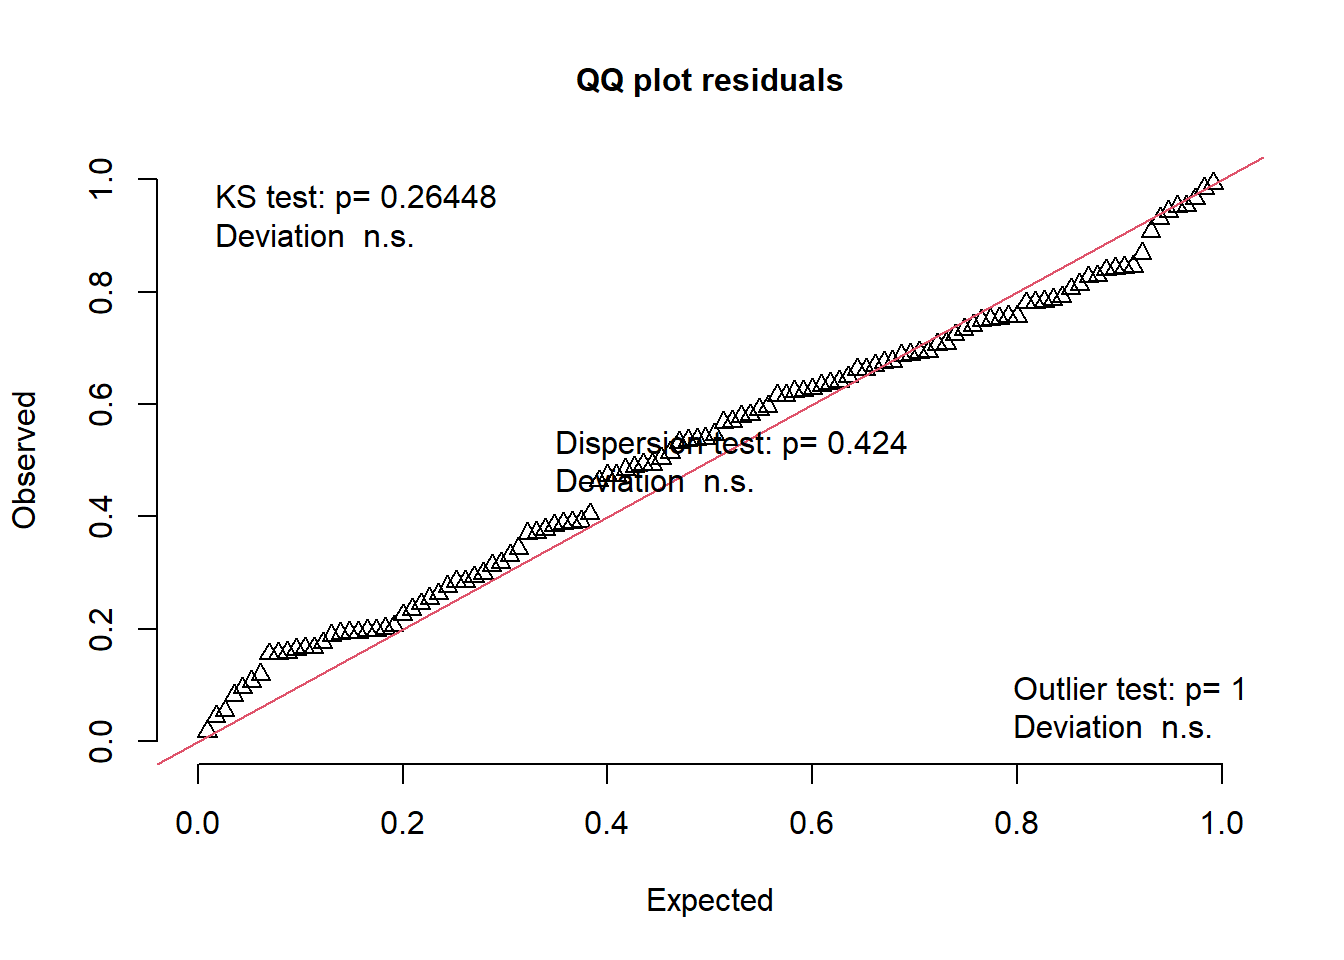 QQ plot residuals
KS test: p= 0.26448
Deviation  n.s.
Dispersion test: p= 0.424
Deviation  n.s.
Outlier test: p= 1
Deviation  n.s.
Observed
0.0 0.2 0.4 0.6 0.8 1.0
0.0 0.2 0.4 0.6 0.8 1.0
Expected